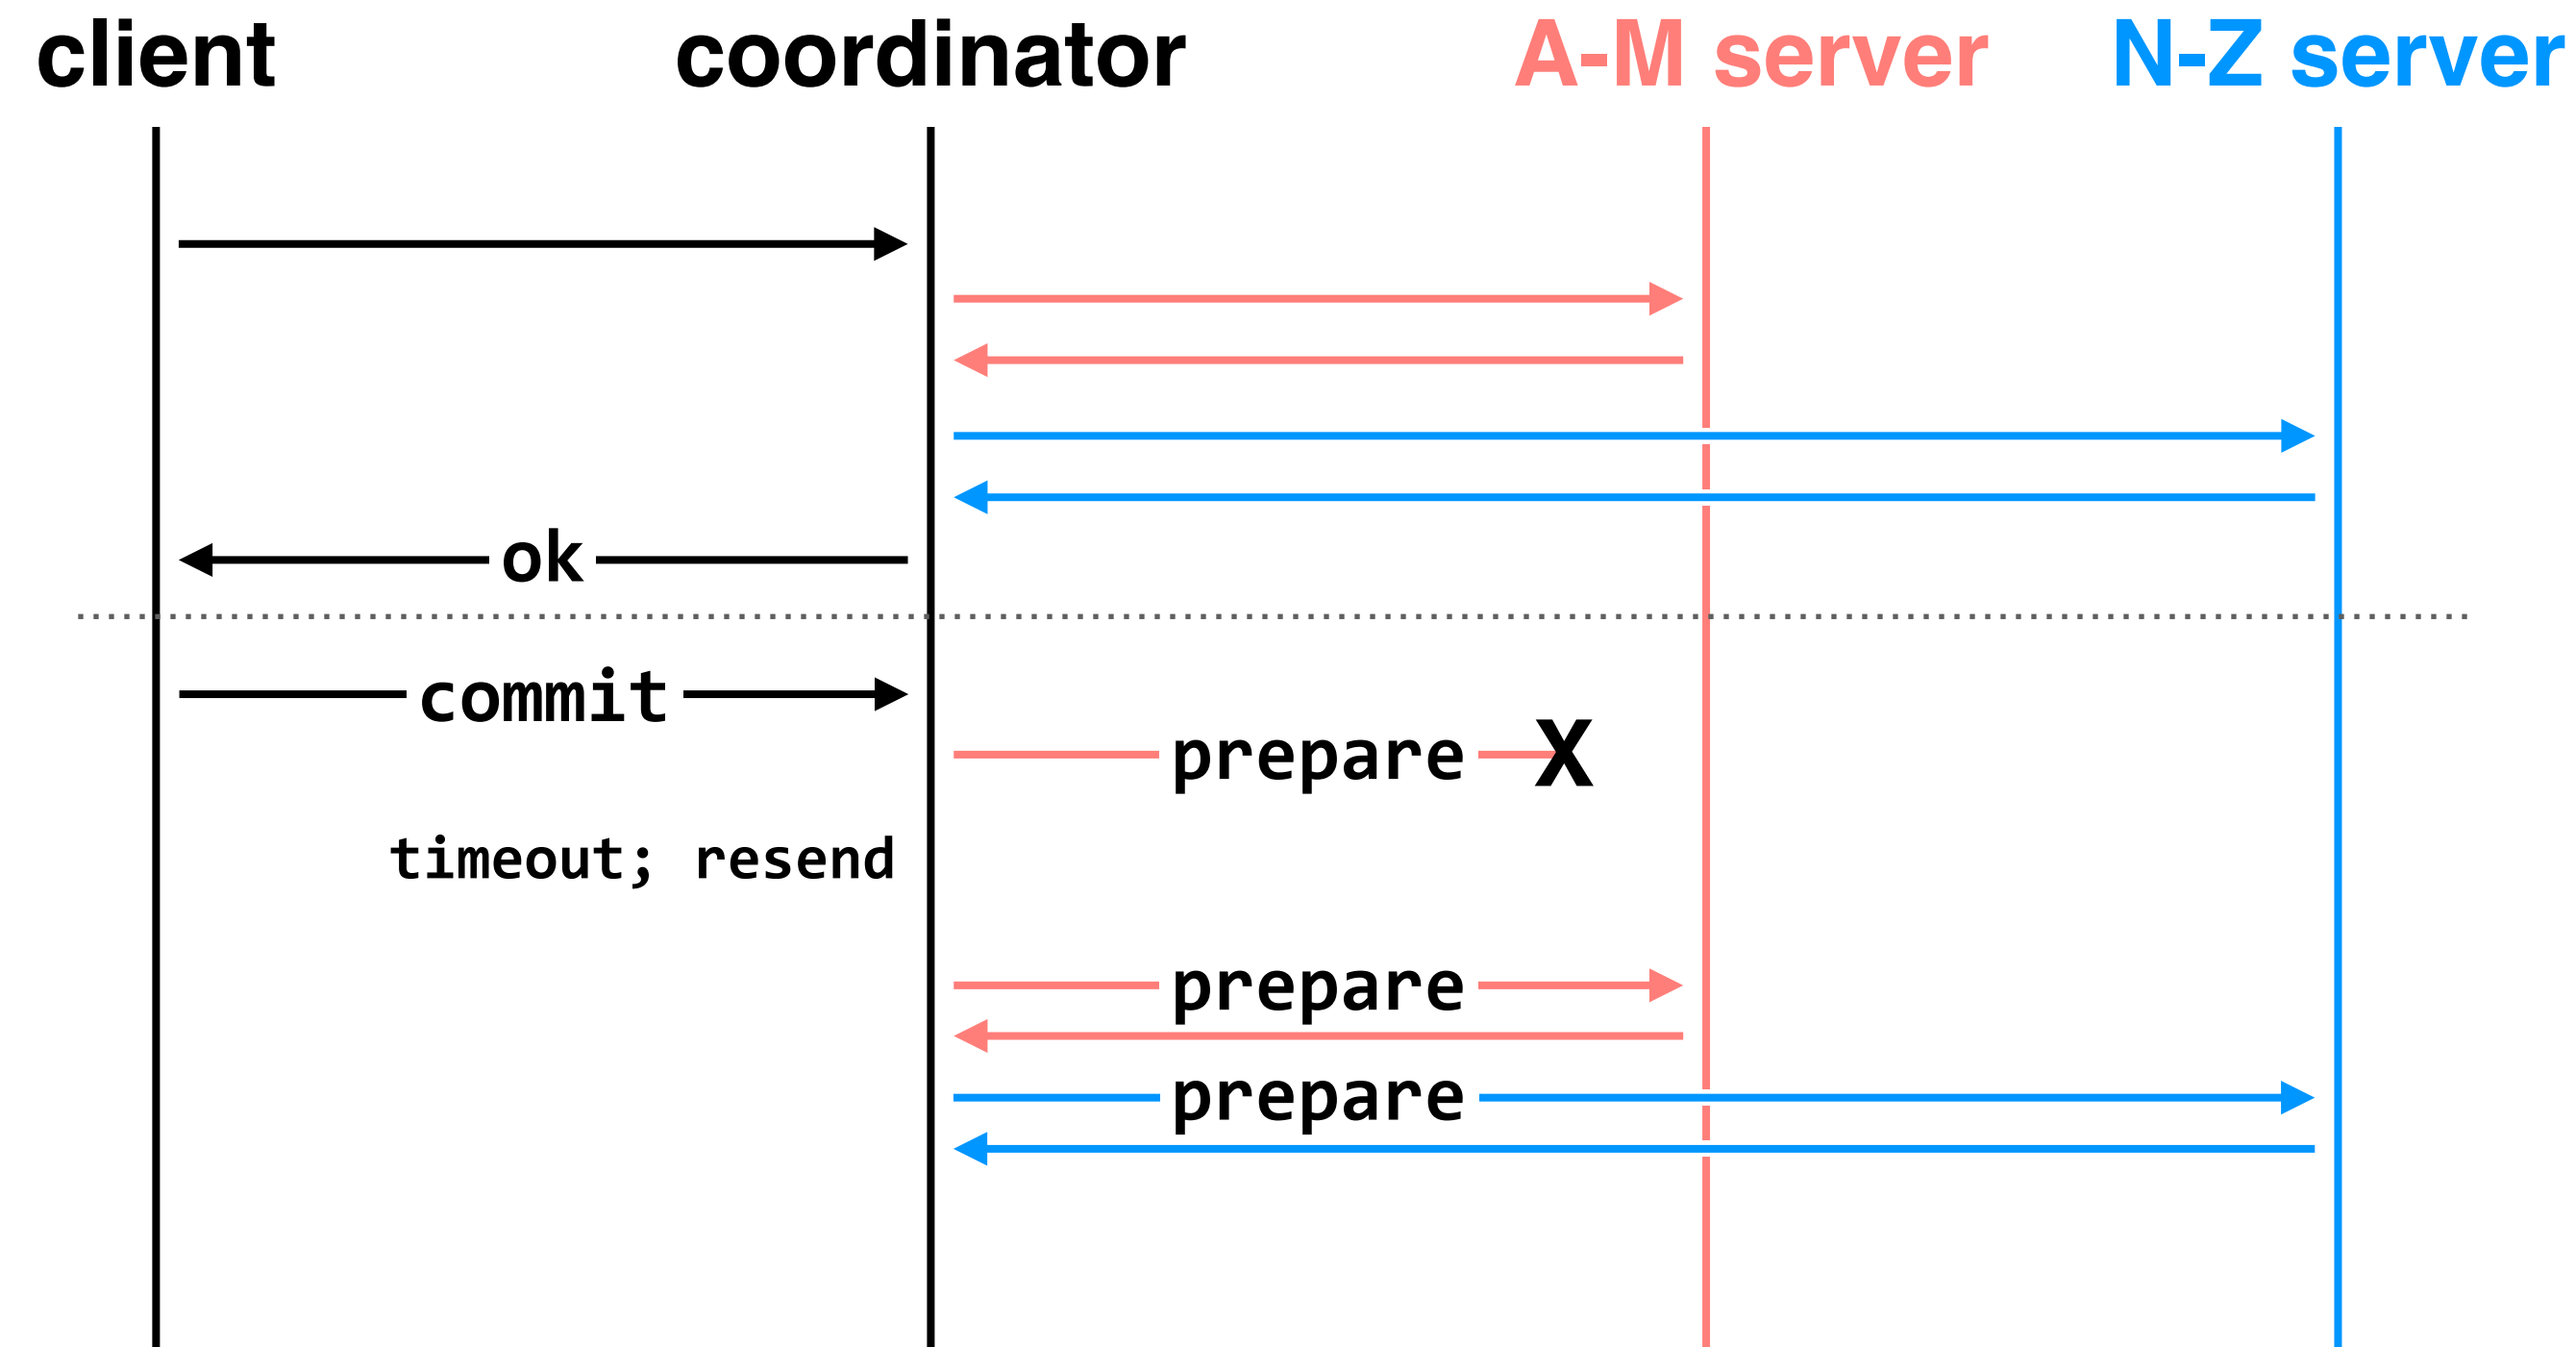 client coordinator A-M server N-Z server
ok
commit
prepare X
timeout; resend
prepare
prepare